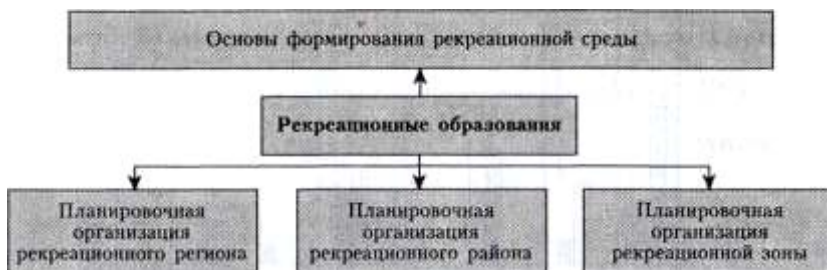 Основы формирования рекреационной среды
Рекреационные образования
Планировочная
организация
рекреационного региона
Планировочная
организация
рекреационного района
Планировочная
организация
рекреационной зоны